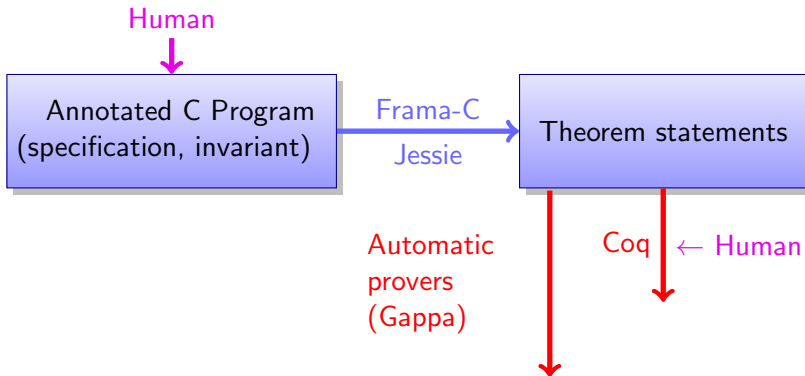 Human
Annotated C Program
(specification, invariant)
Frama-C
Jessie
Theorem statements
Automatic
provers
(Gappa)
Coq
← Human